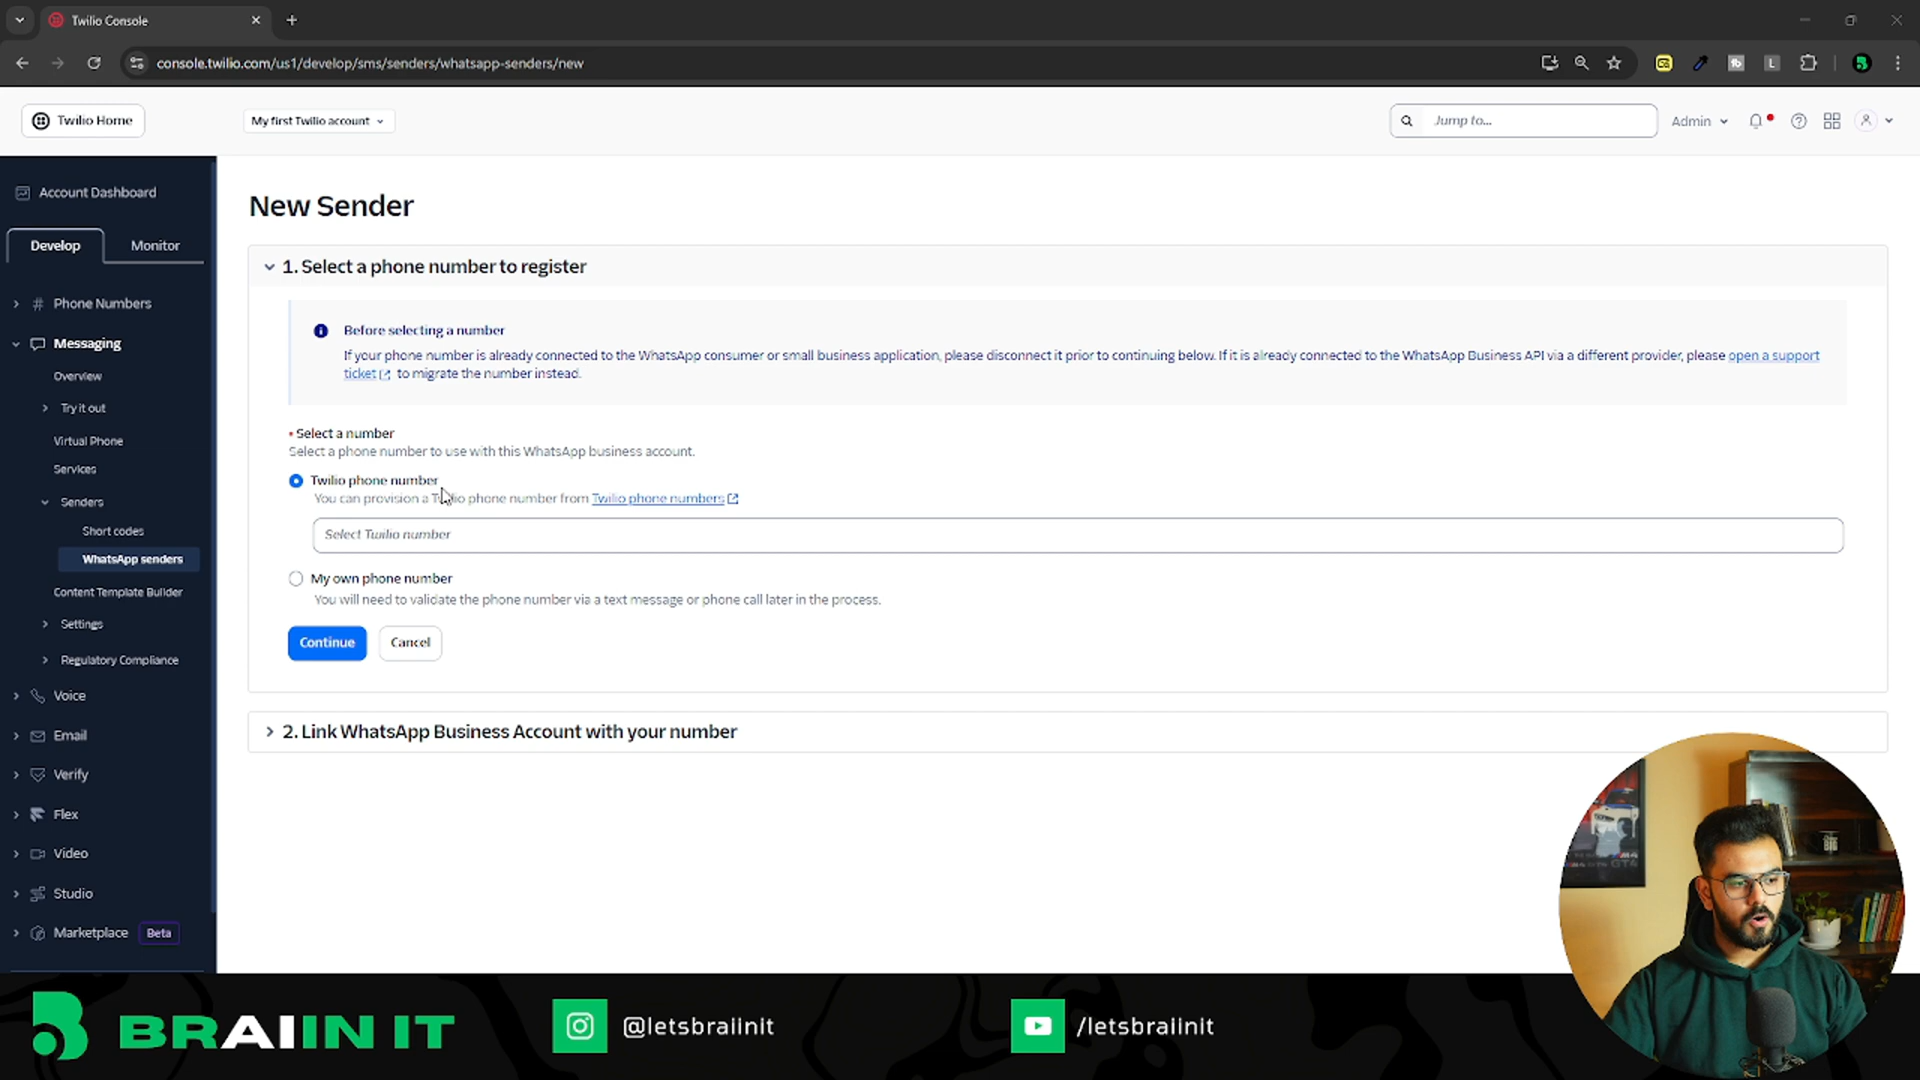 Twilio Console
console.twilio.com/us1/develop/sms/senders/whatsapp-senders/new
Twilio Home
My first Twilio account
Jump to...
Admin
Account Dashboard
Develop
Monitor
Phone Numbers
Messaging
Overview
Try it out
Virtual Phone
Services
Senders
Short codes
WhatsApp senders
Content Template Builder
Settings
Regulatory Compliance
Voice
Email
Verify
Flex
Video
Studio
Marketplace
Beta
New Sender
1. Select a phone number to register
Before selecting a number
If your phone number is already connected to the WhatsApp consumer or small business application, please disconnect it prior to continuing below. If it is already connected to the WhatsApp Business API via a different provider, please open a support
ticket to migrate the number instead.
• Select a number
Select a phone number to use with this WhatsApp business account.
Twilio phone number
You can provision a Twilio phone number from Twilio phone numbers
Select Twilio number
My own phone number
You will need to validate the phone number via a text message or phone call later in the process.
Continue
Cancel
2. Link WhatsApp Business Account with your number
BRAIIN IT
@letsbraiinit
/letsbraiinit